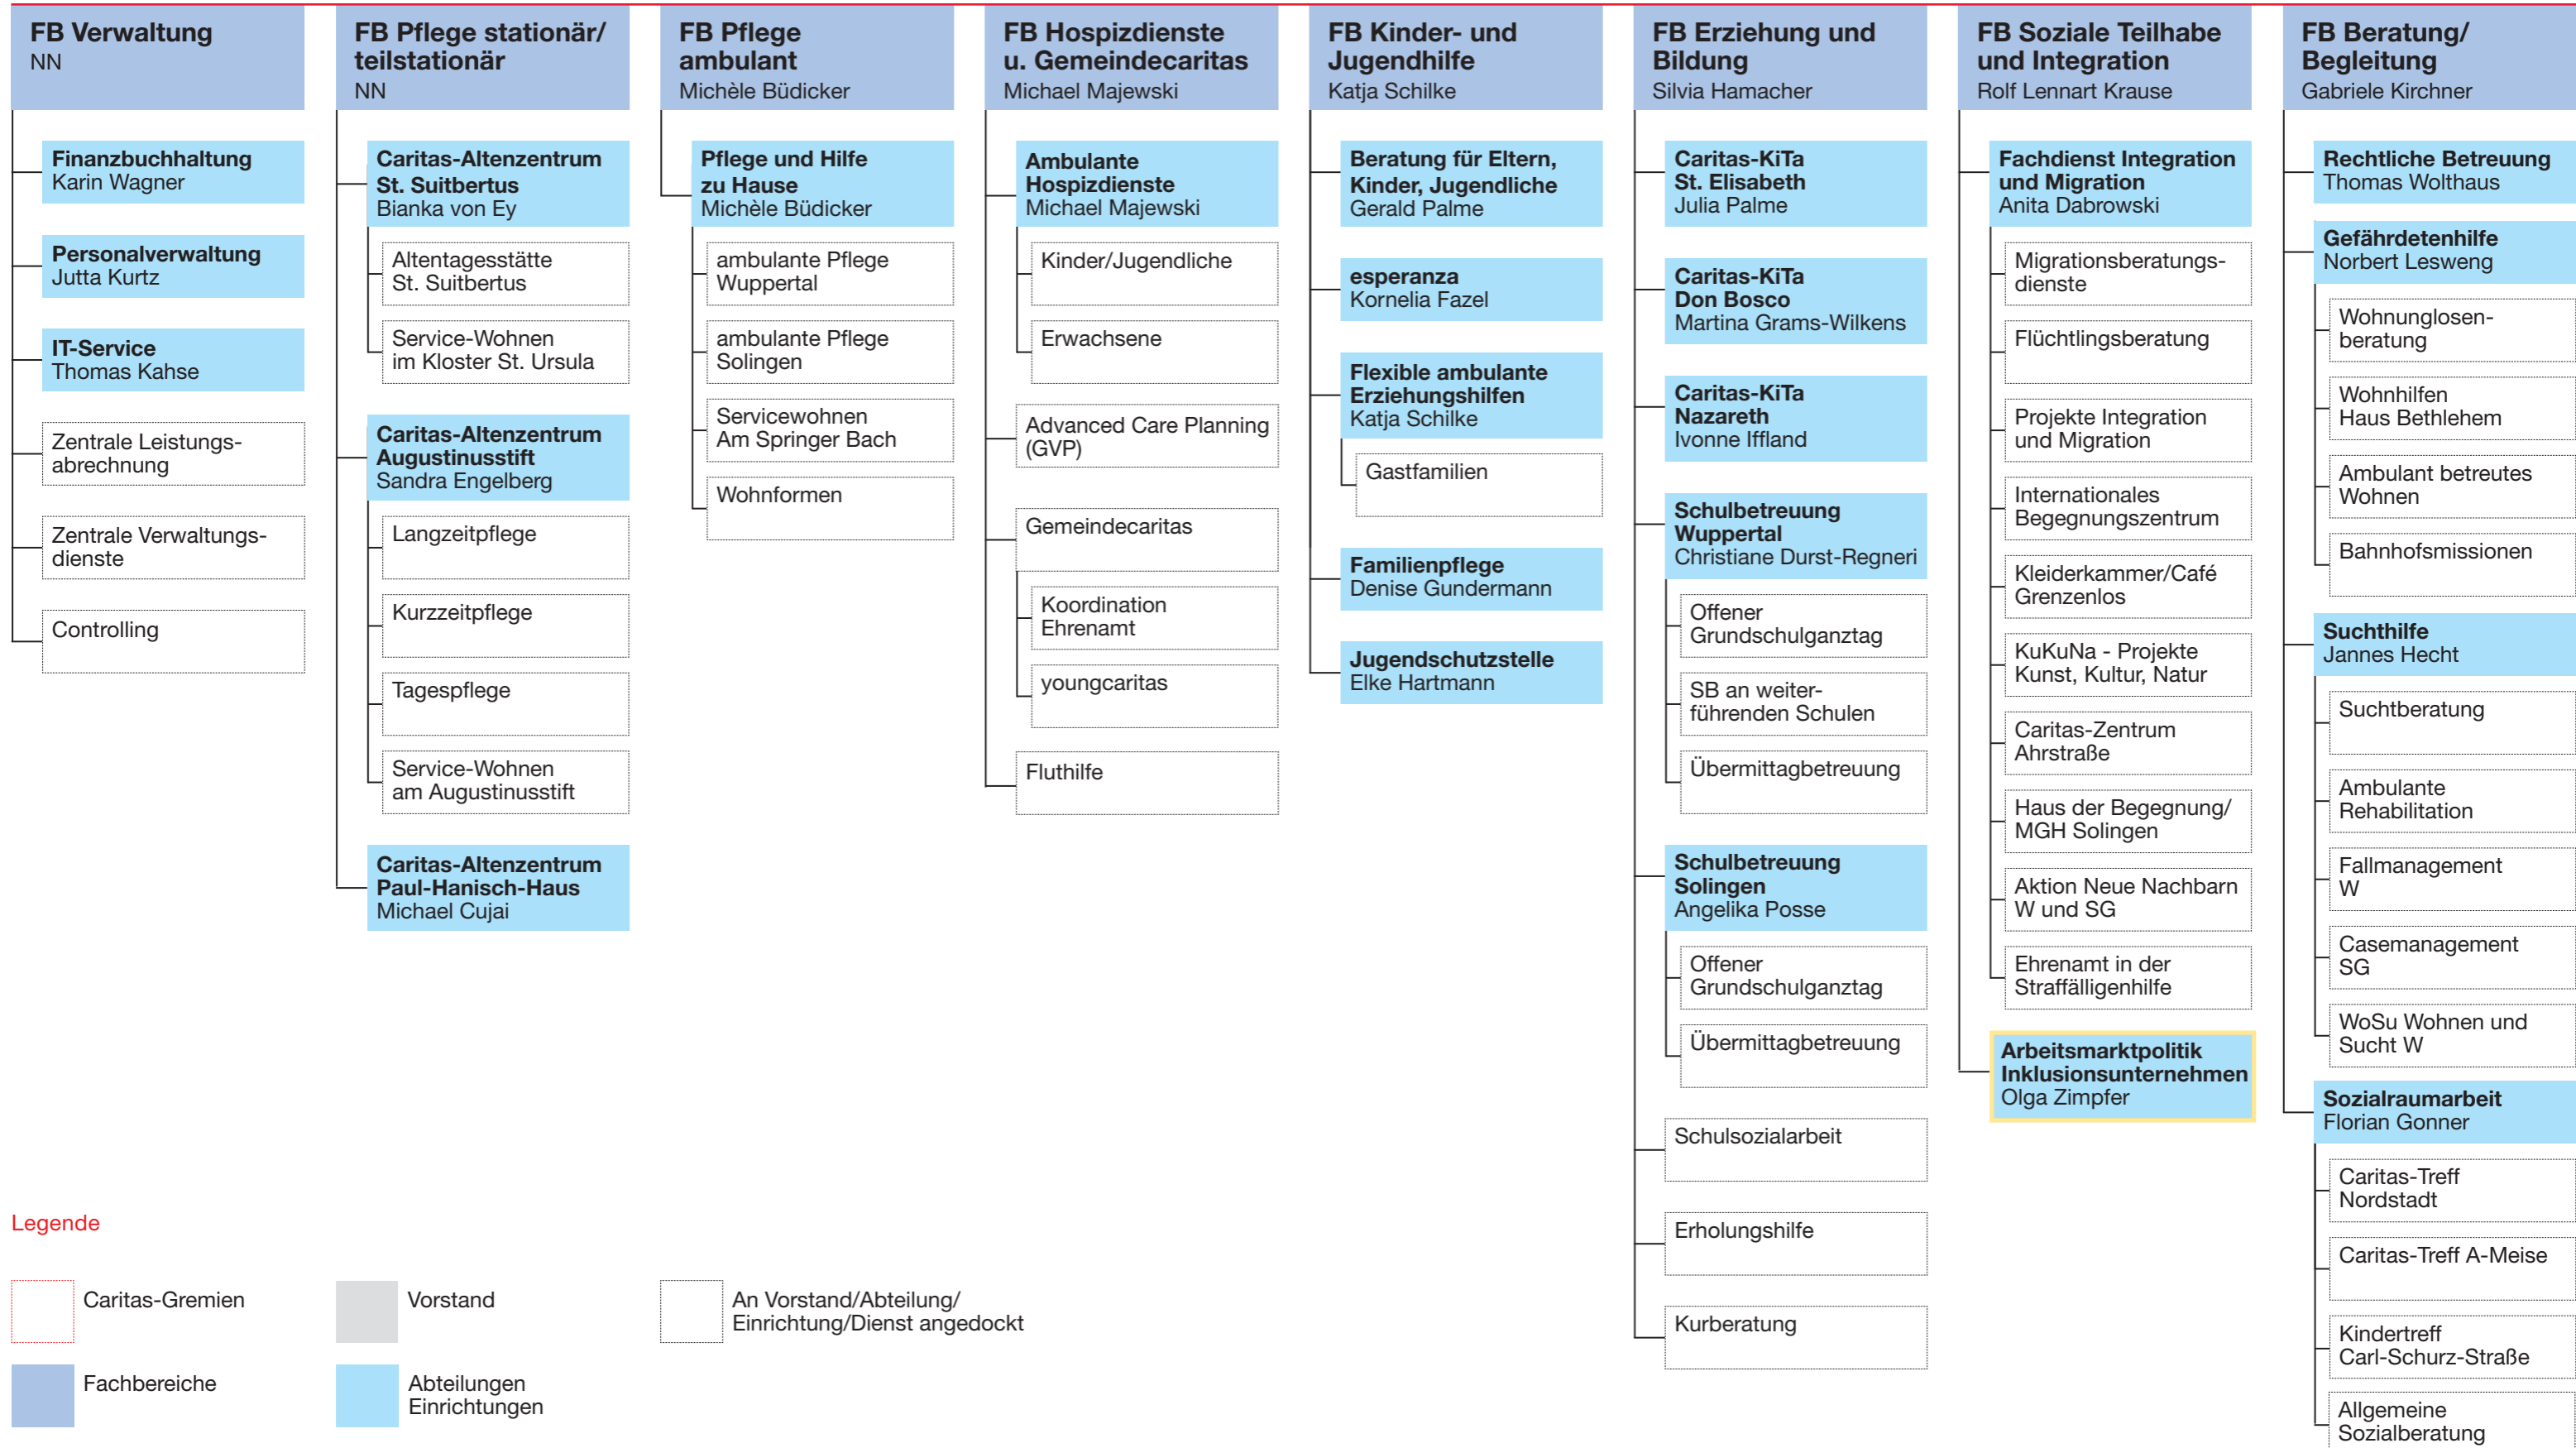 FB Verwaltung
NN
Finanzbuchhaltung
Karin Wagner
Personalverwaltung
Jutta Kurtz
IT-Service
Thomas Kahse
Zentrale Leistungs-
abrechnung
Zentrale Verwaltungs-
dienste
Controlling
FB Pflege stationär/
teilstationär
NN
Caritas-Altenzentrum
St. Suitbertus
Bianka von Ey
Altentagesstätte
St. Suitbertus
Service-Wohnen
im Kloster St. Ursula
Caritas-Altenzentrum
Augustinusstift
Sandra Engelberg
Langzeitpflege
Kurzzeitpflege
Tagespflege
Service-Wohnen
am Augustinusstift
Caritas-Altenzentrum
Paul-Hanisch-Haus
Michael Cujai
FB Pflege
ambulant
Michèle Büdicker
Pflege und Hilfe
zu Hause
Michèle Büdicker
ambulante Pflege
Wuppertal
ambulante Pflege
Solingen
Servicewohnen
Am Springer Bach
Wohnformen
FB Hospizdienste
u. Gemeindecaritas
Michael Majewski
Ambulante
Hospizdienste
Michael Majewski
Kinder/Jugendliche
Erwachsene
Advanced Care Planning
(GVP)
Gemeindecaritas
Koordination
Ehrenamt
youngcaritas
Fluthilfe
FB Kinder- und
Jugendhilfe
Katja Schilke
Beratung für Eltern,
Kinder, Jugendliche
Gerald Palme
esperanza
Kornelia Fazel
Flexible ambulante
Erziehungshilfen
Katja Schilke
Gastfamilien
Familienpflege
Denise Gundermann
Jugendschutzstelle
Elke Hartmann
FB Erziehung und
Bildung
Silvia Hamacher
Caritas-KiTa
St. Elisabeth
Julia Palme
Caritas-KiTa
Don Bosco
Martina Grams-Wilkens
Caritas-KiTa
Nazareth
Ivonne Iffland
Schulbetreuung
Wuppertal
Christiane Durst-Regneri
Offener
Grundschulganztag
SB an weiter-
führenden Schulen
Übermittagbetreuung
Schulbetreuung
Solingen
Angelika Posse
Offener
Grundschulganztag
Übermittagbetreuung
Schulsozialarbeit
Erholungshilfe
Kurberatung
FB Soziale Teilhabe
und Integration
Rolf Lennart Krause
Fachdienst Integration
und Migration
Anita Dabrowski
Migrationsberatungs-
dienste
Flüchtlingsberatung
Projekte Integration
und Migration
Internationales
Begegnungszentrum
Kleiderkammer/Café
Grenzenlos
KuKuNa - Projekte
Kunst, Kultur, Natur
Caritas-Zentrum
Ahrstraße
Haus der Begegnung/
MGH Solingen
Aktion Neue Nachbarn
W und SG
Ehrenamt in der
Straffälligenhilfe
Arbeitsmarktpolitik
Inklusionsunternehmen
Olga Zimpfer
FB Beratung/
Begleitung
Gabriele Kirchner
Rechtliche Betreuung
Thomas Wolthaus
Gefährdetenhilfe
Norbert Lesweng
Wohnunglosen-
beratung
Wohnhilfen
Haus Bethlehem
Ambulant betreutes
Wohnen
Bahnhofsmissionen
Suchthilfe
Jannes Hecht
Suchtberatung
Ambulante
Rehabilitation
Fallmanagement
W
Casemanagement
SG
WoSu Wohnen und
Sucht W
Sozialraumarbeit
Florian Gonner
Caritas-Treff
Nordstadt
Caritas-Treff A-Meise
Kindertreff
Carl-Schurz-Straße
Allgemeine
Sozialberatung
Legende
Caritas-Gremien
Vorstand
An Vorstand/Abteilung/
Einrichtung/Dienst angedockt
Fachbereiche
Abteilungen
Einrichtungen